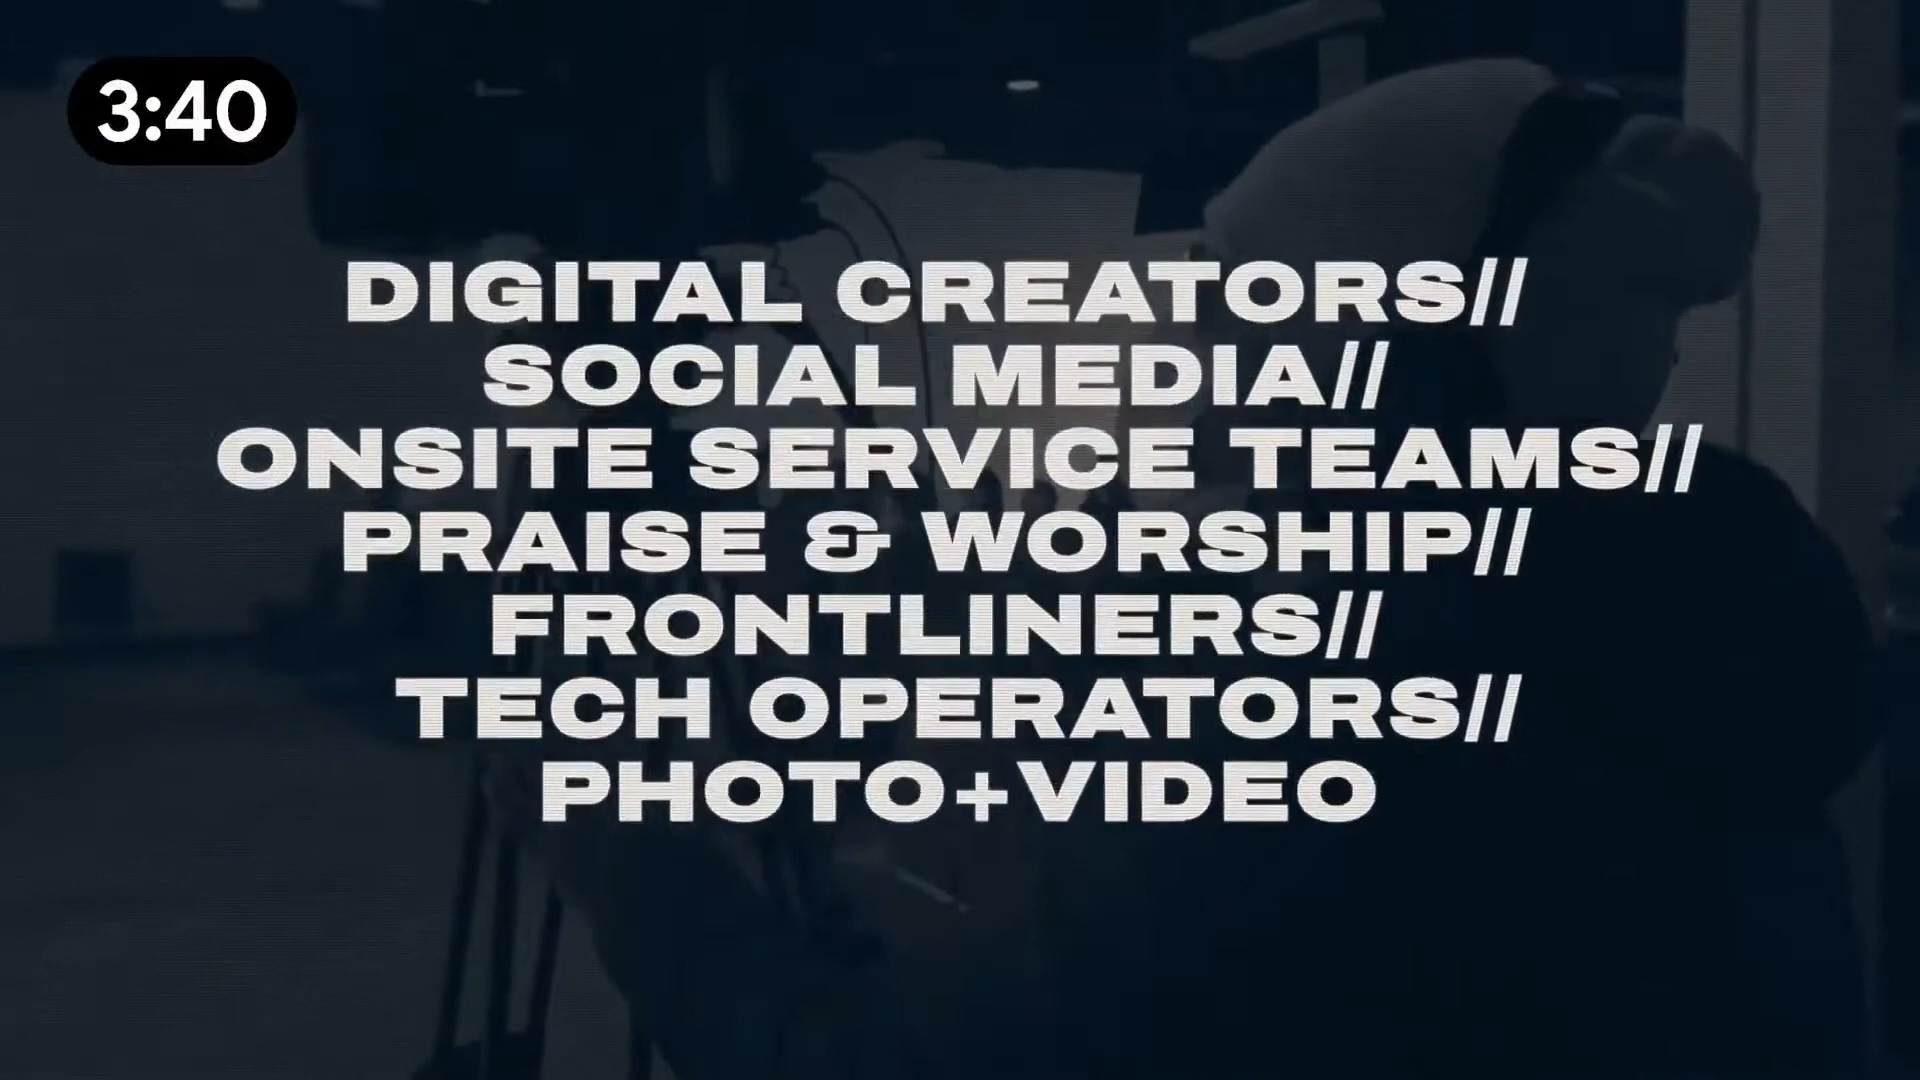 3:40
DIGITAL CREATORS//
SOCIAL MEDIA//
ONSITE SERVICE TEAMS//
PRAISE & WORSHIP//
FRONTLINERS//
TECH OPERATORS//
PHOTO+VIDEO